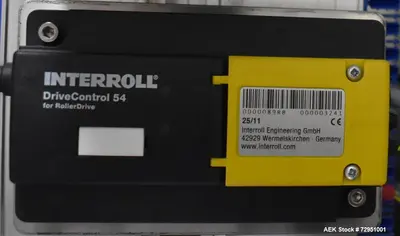 INTERROLL®
DriveControl 54
for RollerDrive
25/11
CE
Interroll Engineering GmbH
42929 Wermelskirchen - Germany
www.interroll.com
AEK Stock # 72951001